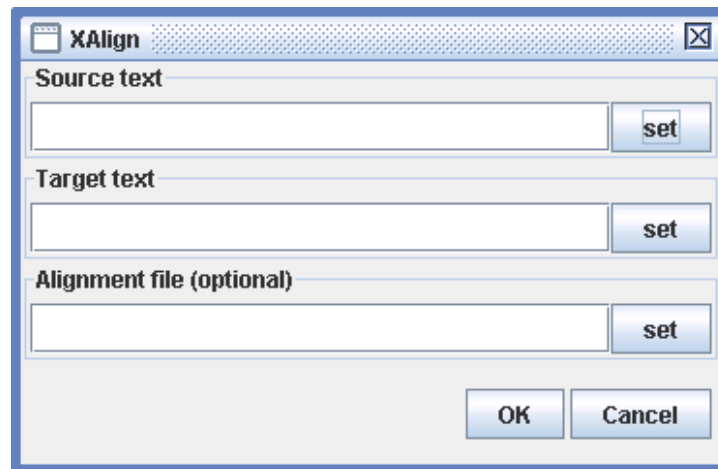 XAlign
Source text
set
Target text
set
Alignment file (optional)
set
OK Cancel